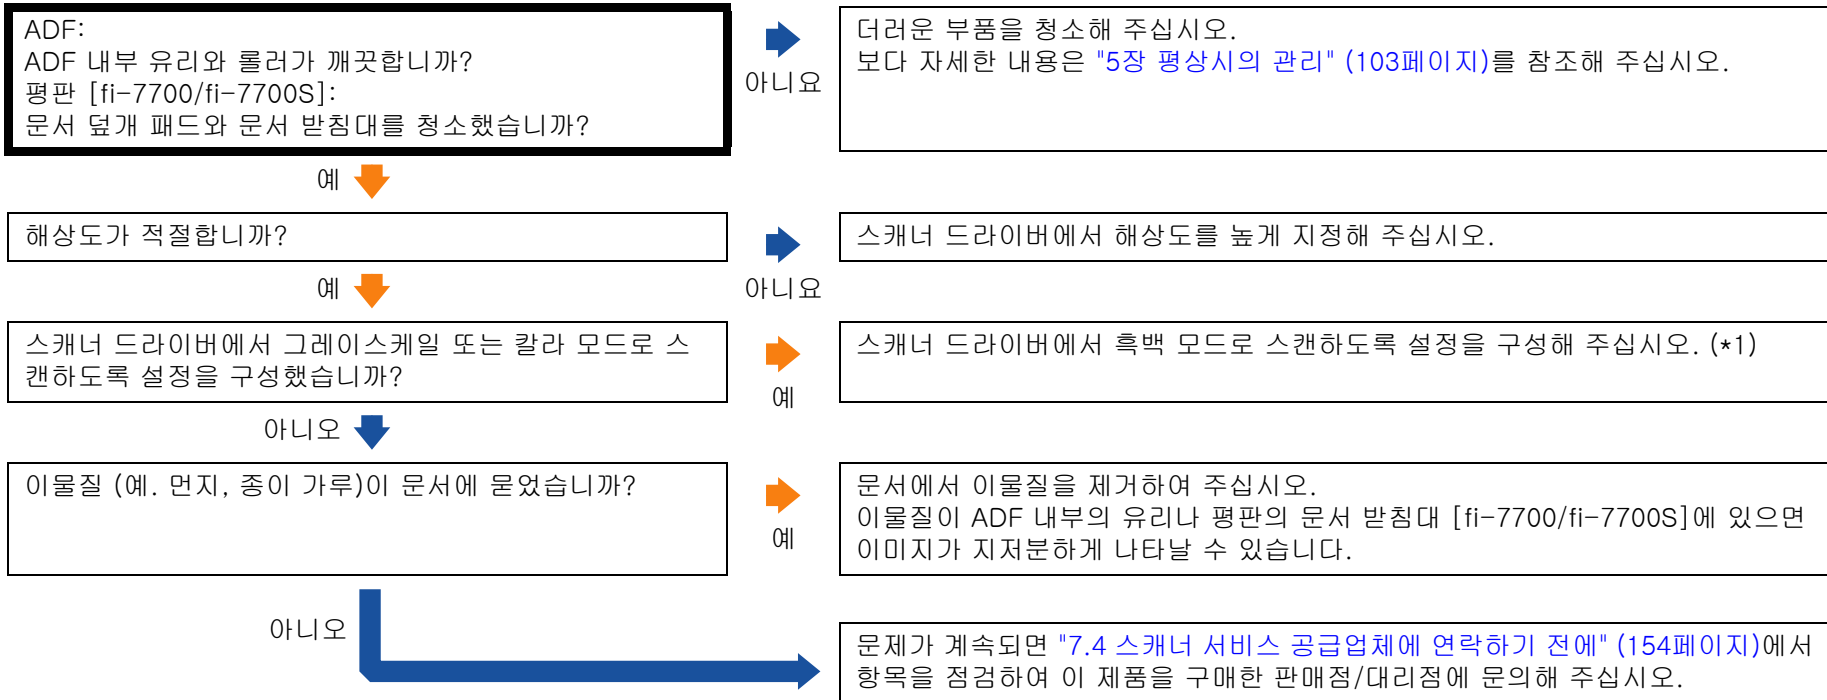 ADF:
ADF 내부 유리와 롤러가 깨끗합니까?
평판 [fi-7700/fi-7700S]:
문서 덮개 패드와 문서 받침대를 청소했습니까?
아니요
더러운 부품을 청소해 주십시오.
보다 자세한 내용은 "5장 평상시의 관리" (103페이지)를 참조해 주십시오.
예
해상도가 적절합니까?
아니요
스캐너 드라이버에서 해상도를 높게 지정해 주십시오.
예
스캐너 드라이버에서 그레이스케일 또는 칼라 모드로 스
캔하도록 설정을 구성했습니까?
예
스캐너 드라이버에서 흑백 모드로 스캔하도록 설정을 구성해 주십시오. (*1)
아니오
이물질 (예. 먼지, 종이 가루)이 문서에 묻었습니까?
예
문서에서 이물질을 제거하여 주십시오.
이물질이 ADF 내부의 유리나 평판의 문서 받침대 [fi-7700/fi-7700S]에 있으면
이미지가 지저분하게 나타날 수 있습니다.
아니오
문제가 계속되면 "7.4 스캐너 서비스 공급업체에 연락하기 전에" (154페이지)에서
항목을 점검하여 이 제품을 구매한 판매점/대리점에 문의해 주십시오.